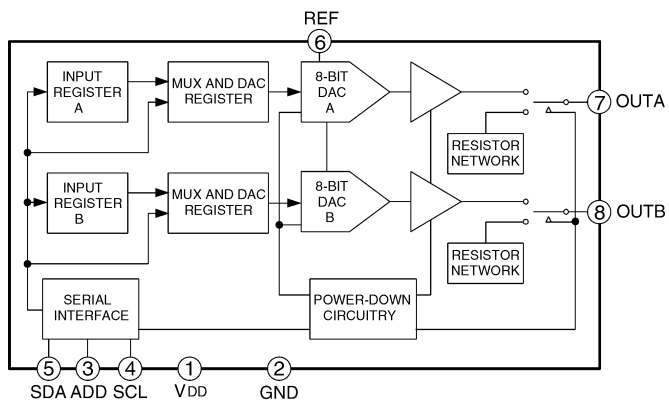 REF
6
INPUT
REGISTER
A
MUX AND DAC
REGISTER
8-BIT
DAC
A
7 OUTA
RESISTOR
NETWORK
INPUT
REGISTER
B
MUX AND DAC
REGISTER
8-BIT
DAC
B
8 OUTB
RESISTOR
NETWORK
SERIAL
INTERFACE
POWER-DOWN
CIRCUITRY
5 3 4 1 2
SDA ADD SCL VDD GND